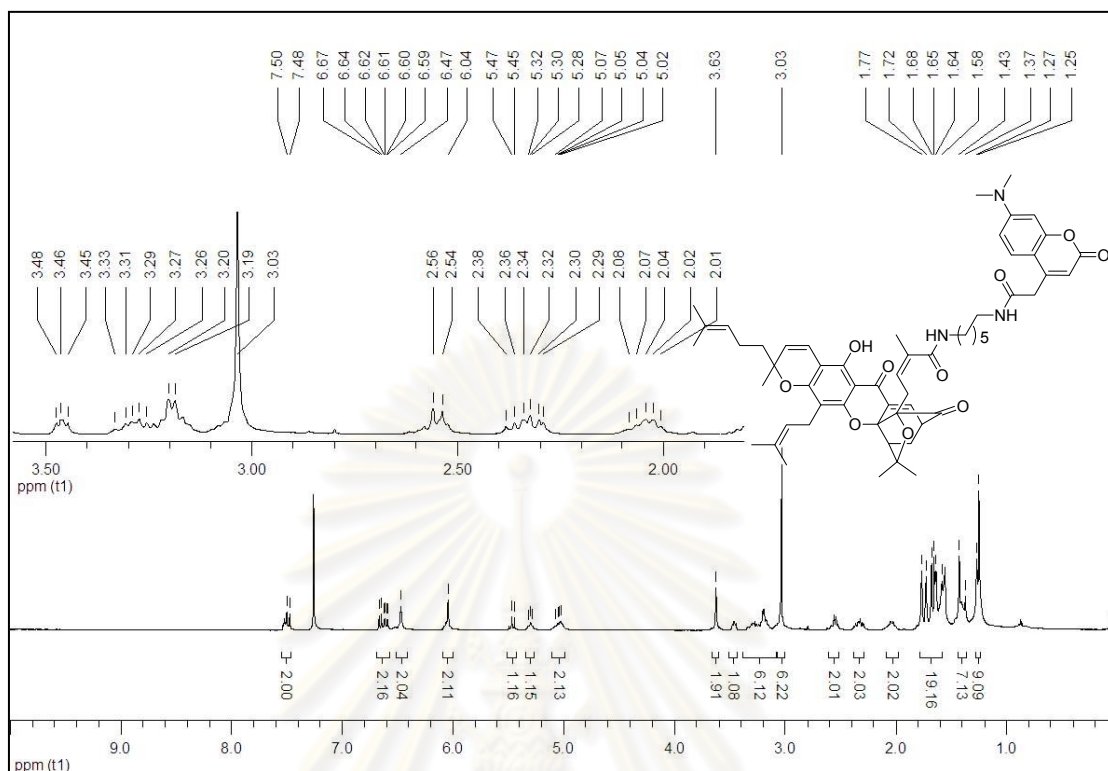 7.50 7.48 6.67 6.64 6.62 6.61 6.60 6.59 6.47 6.04 5.47 5.45 5.32 5.30 5.28 5.07 5.05 5.04 5.02 3.63 3.03 1.77 1.72 1.68 1.65 1.64 1.58 1.43 1.37 1.27 1.25
N
O
O
O
NH
N
H
5
O
3.48 3.46 3.45 3.33 3.31 3.29 3.27 3.26 3.20 3.19 3.03 2.56 2.54 2.38 2.36 2.34 2.32 2.30 2.29 2.08 2.07 2.04 2.02 2.01
OH
O
O
O
O
O
O
3.50 3.00 2.50 2.00
ppm (t1)
2.00 2.16 2.04 2.11 1.16 1.15 2.13 1.91 1.08 6.12 6.22 2.01 2.03 2.02 19.16 7.13 9.09
9.0 8.0 7.0 6.0 5.0 4.0 3.0 2.0 1.0
ppm (t1)